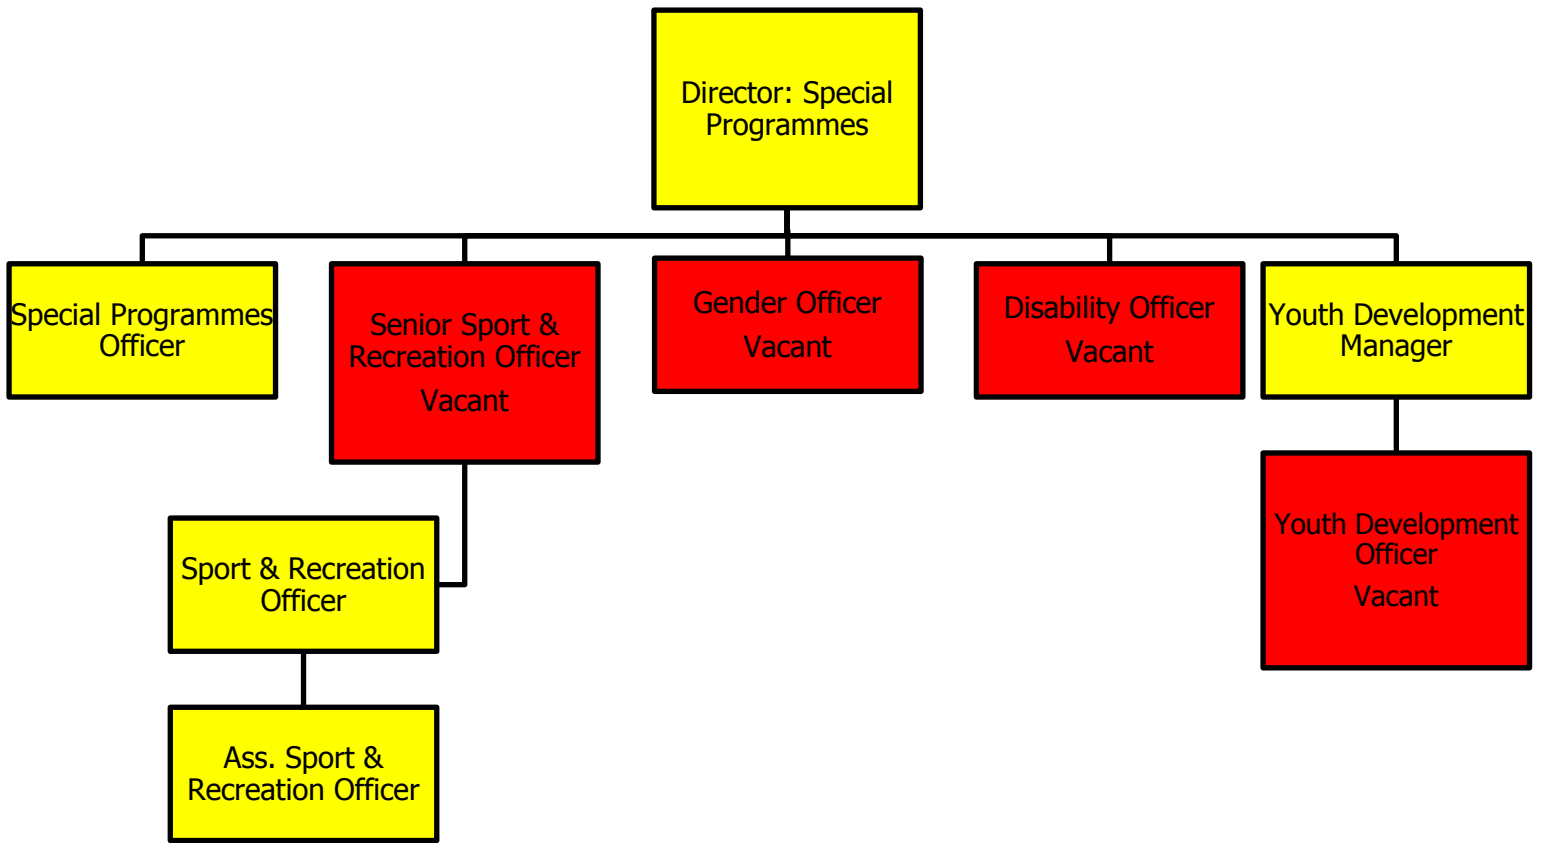 Director: Special
Programmes
Special Programmes
Officer
Senior Sport &
Recreation Officer
Vacant
Gender Officer
Vacant
Disability Officer
Vacant
Youth Development
Manager
Sport & Recreation
Officer
Youth Development
Officer
Vacant
Ass. Sport &
Recreation Officer